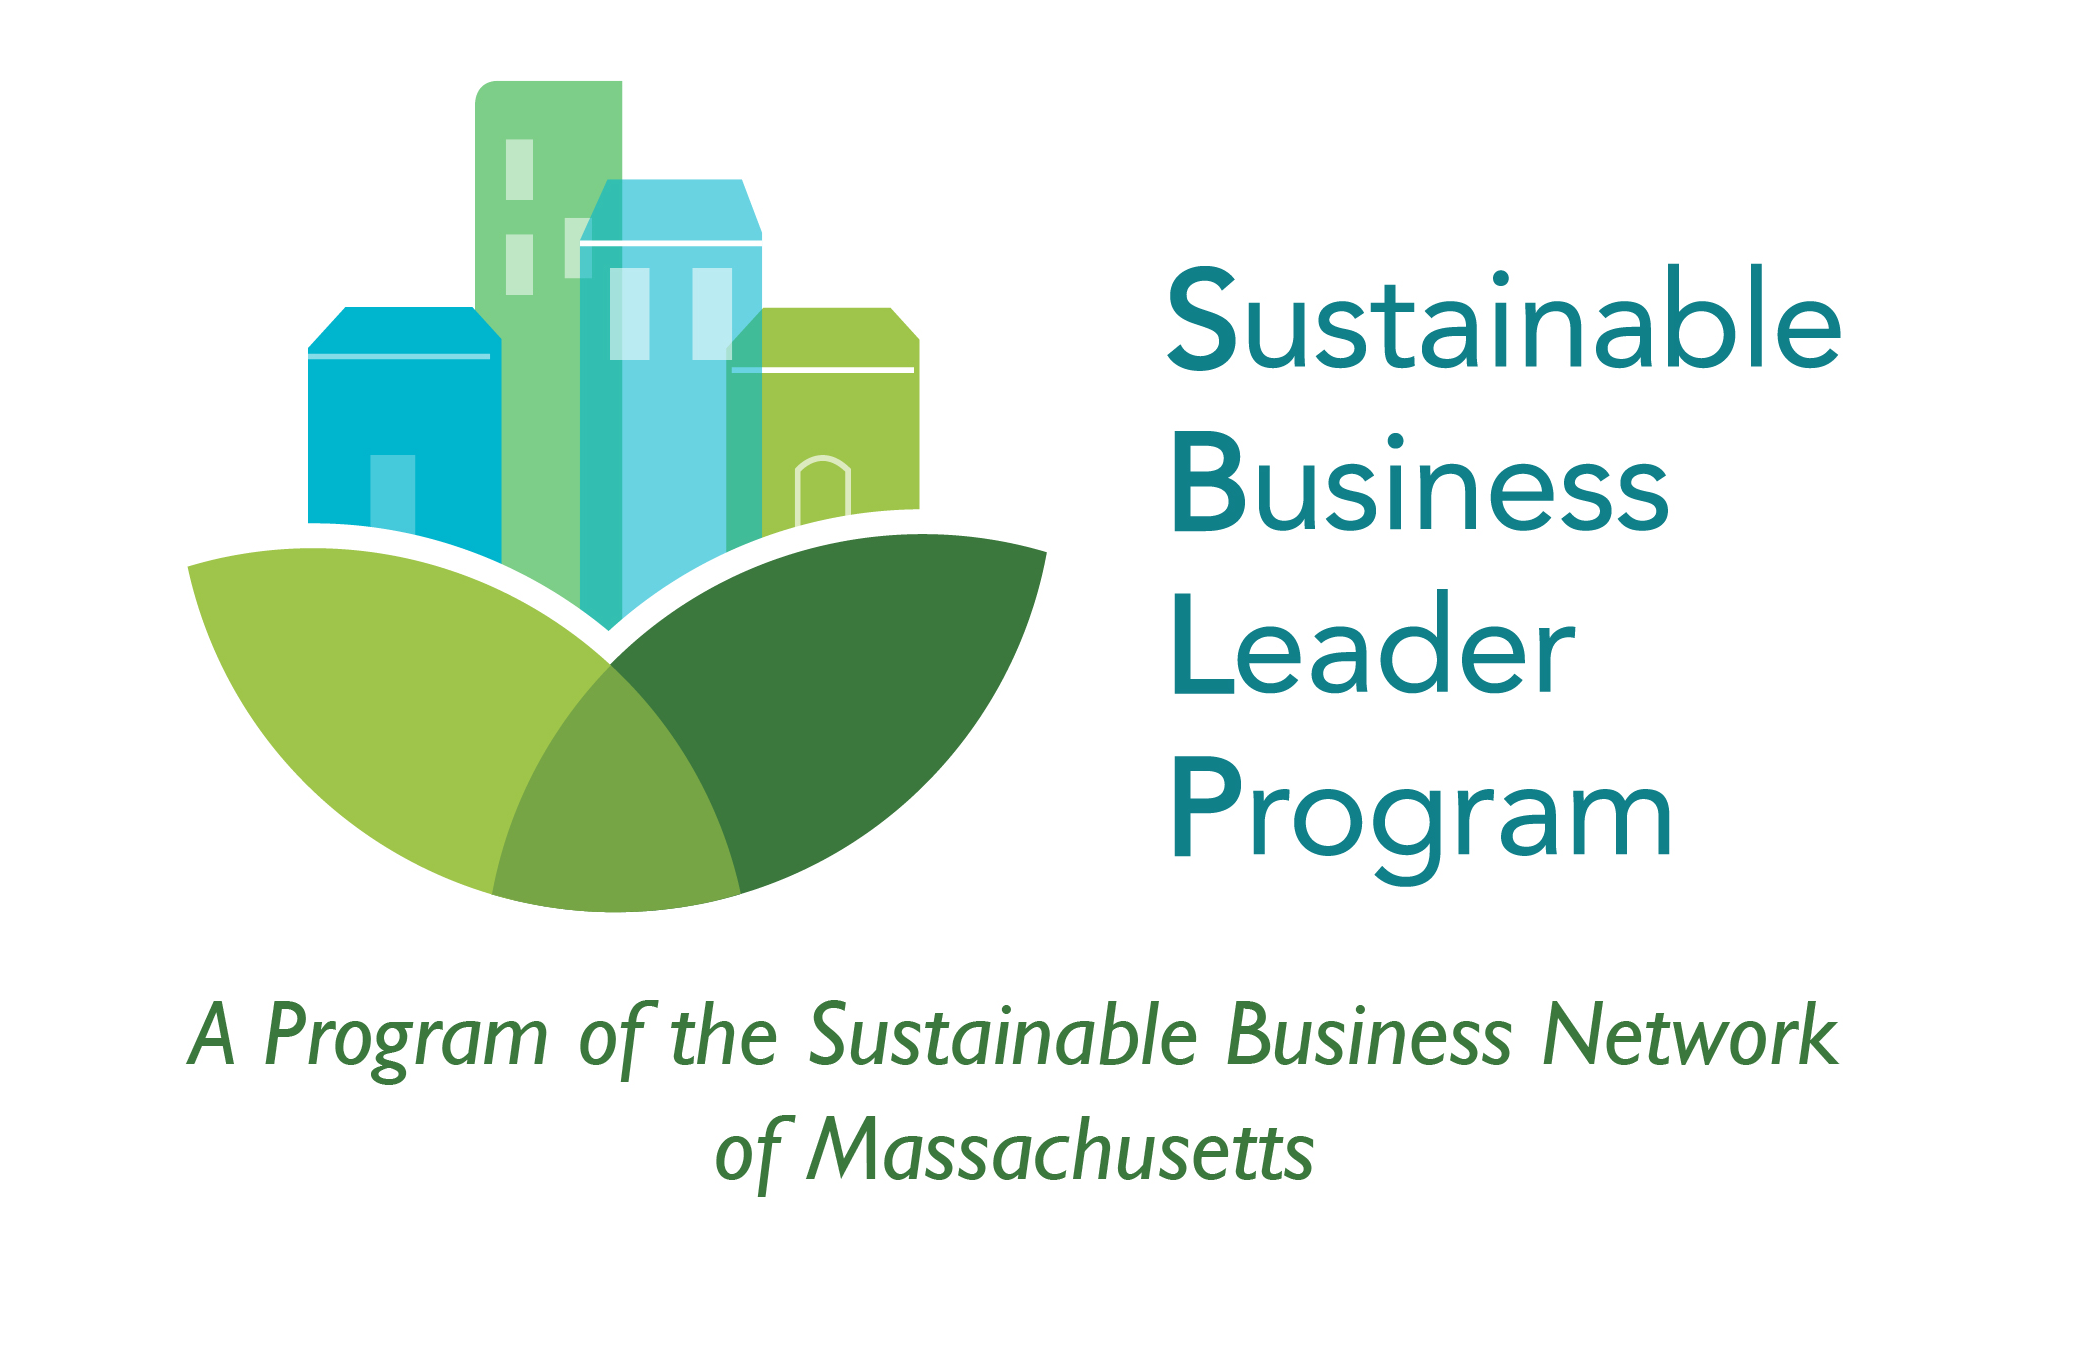 Sustainable
Business
Leader
Program
A Program of the Sustainable Business Network
of Massachusetts